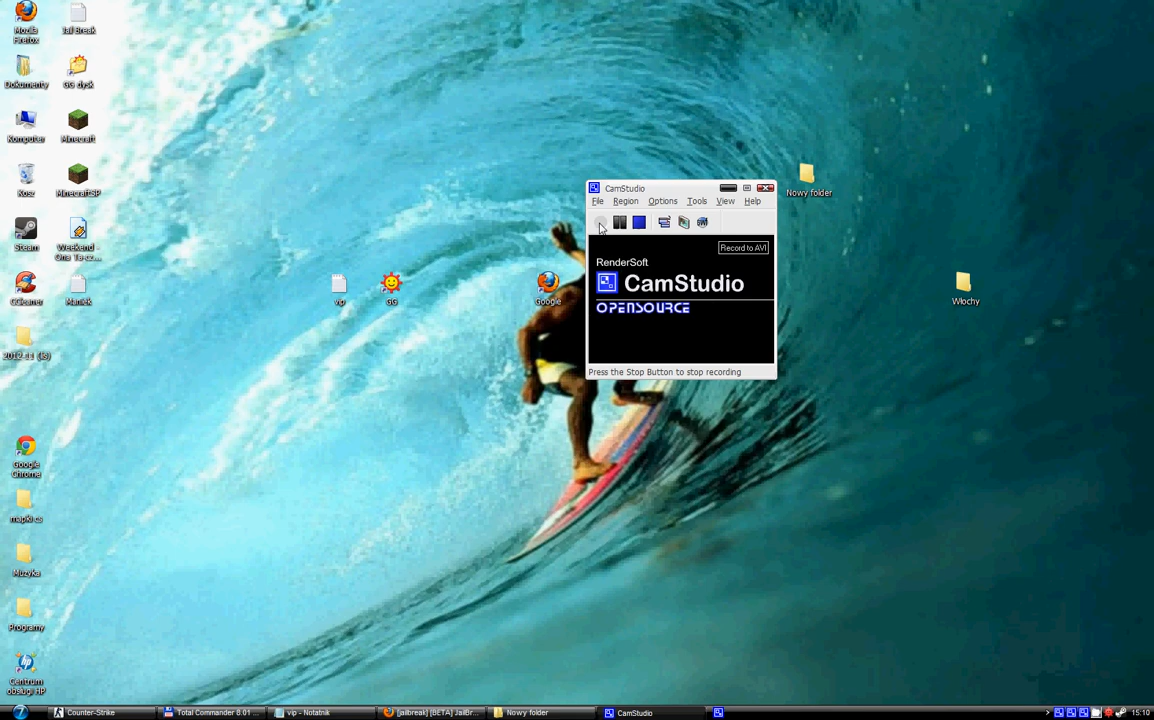 Mozilla
Firefox
Jail Break
Dokumenty
GG dysk
Komputer
Minecraft
Kosz
MinecraftSP
Steam
Weekend -
Ona Te-cz...
CCleaner
Maniek
vip
GG
Google
Nowy folder
Włochy
Google
Chrome
mapki cs
Muzyka
Programy
Centrum
obsługi HP
CamStudio
File Region Options Tools View Help
Record to AVI
RenderSoft
CamStudio
OPENSOURCE
Press the Stop Button to stop recording
Counter-Strike
Total Commander 8.01 ...
vip - Notatnik
[jailbreak] [BETA] JailBr...
Nowy folder
CamStudio
15:10